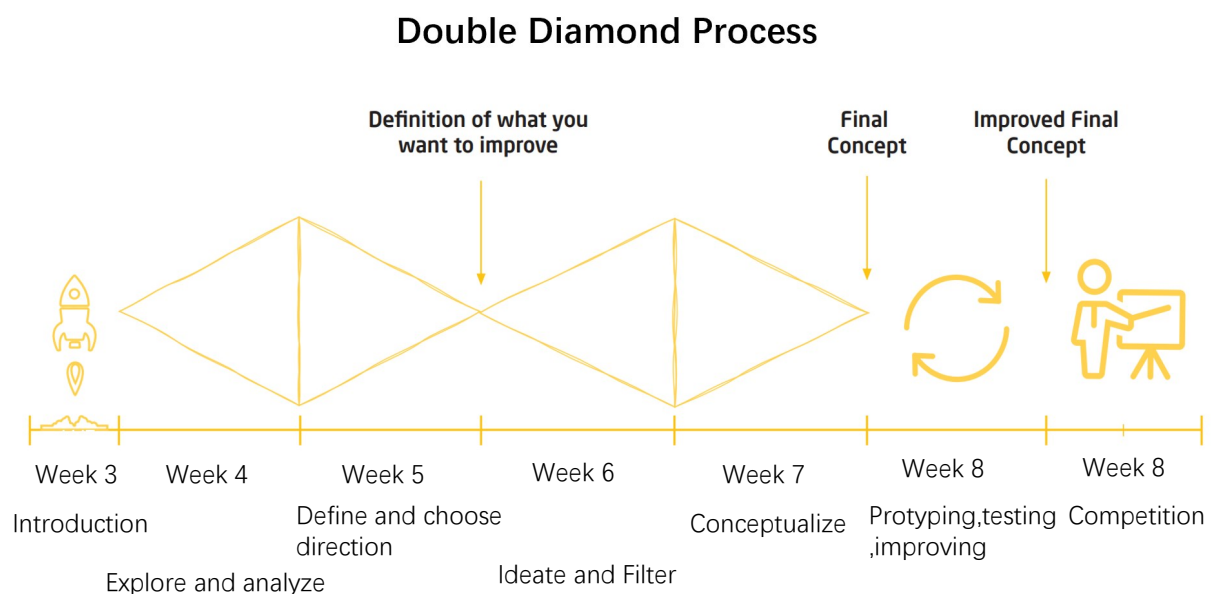 Double Diamond Process
Definition of what you
want to improve
Final
Concept
Improved Final
Concept
Week 3
Week 4
Week 5
Week 6
Week 7
Week 8
Week 8
Introduction
Explore and analyze
Define and choose
direction
Ideate and Filter
Conceptualize
Protyping,testing
,improving
Competition